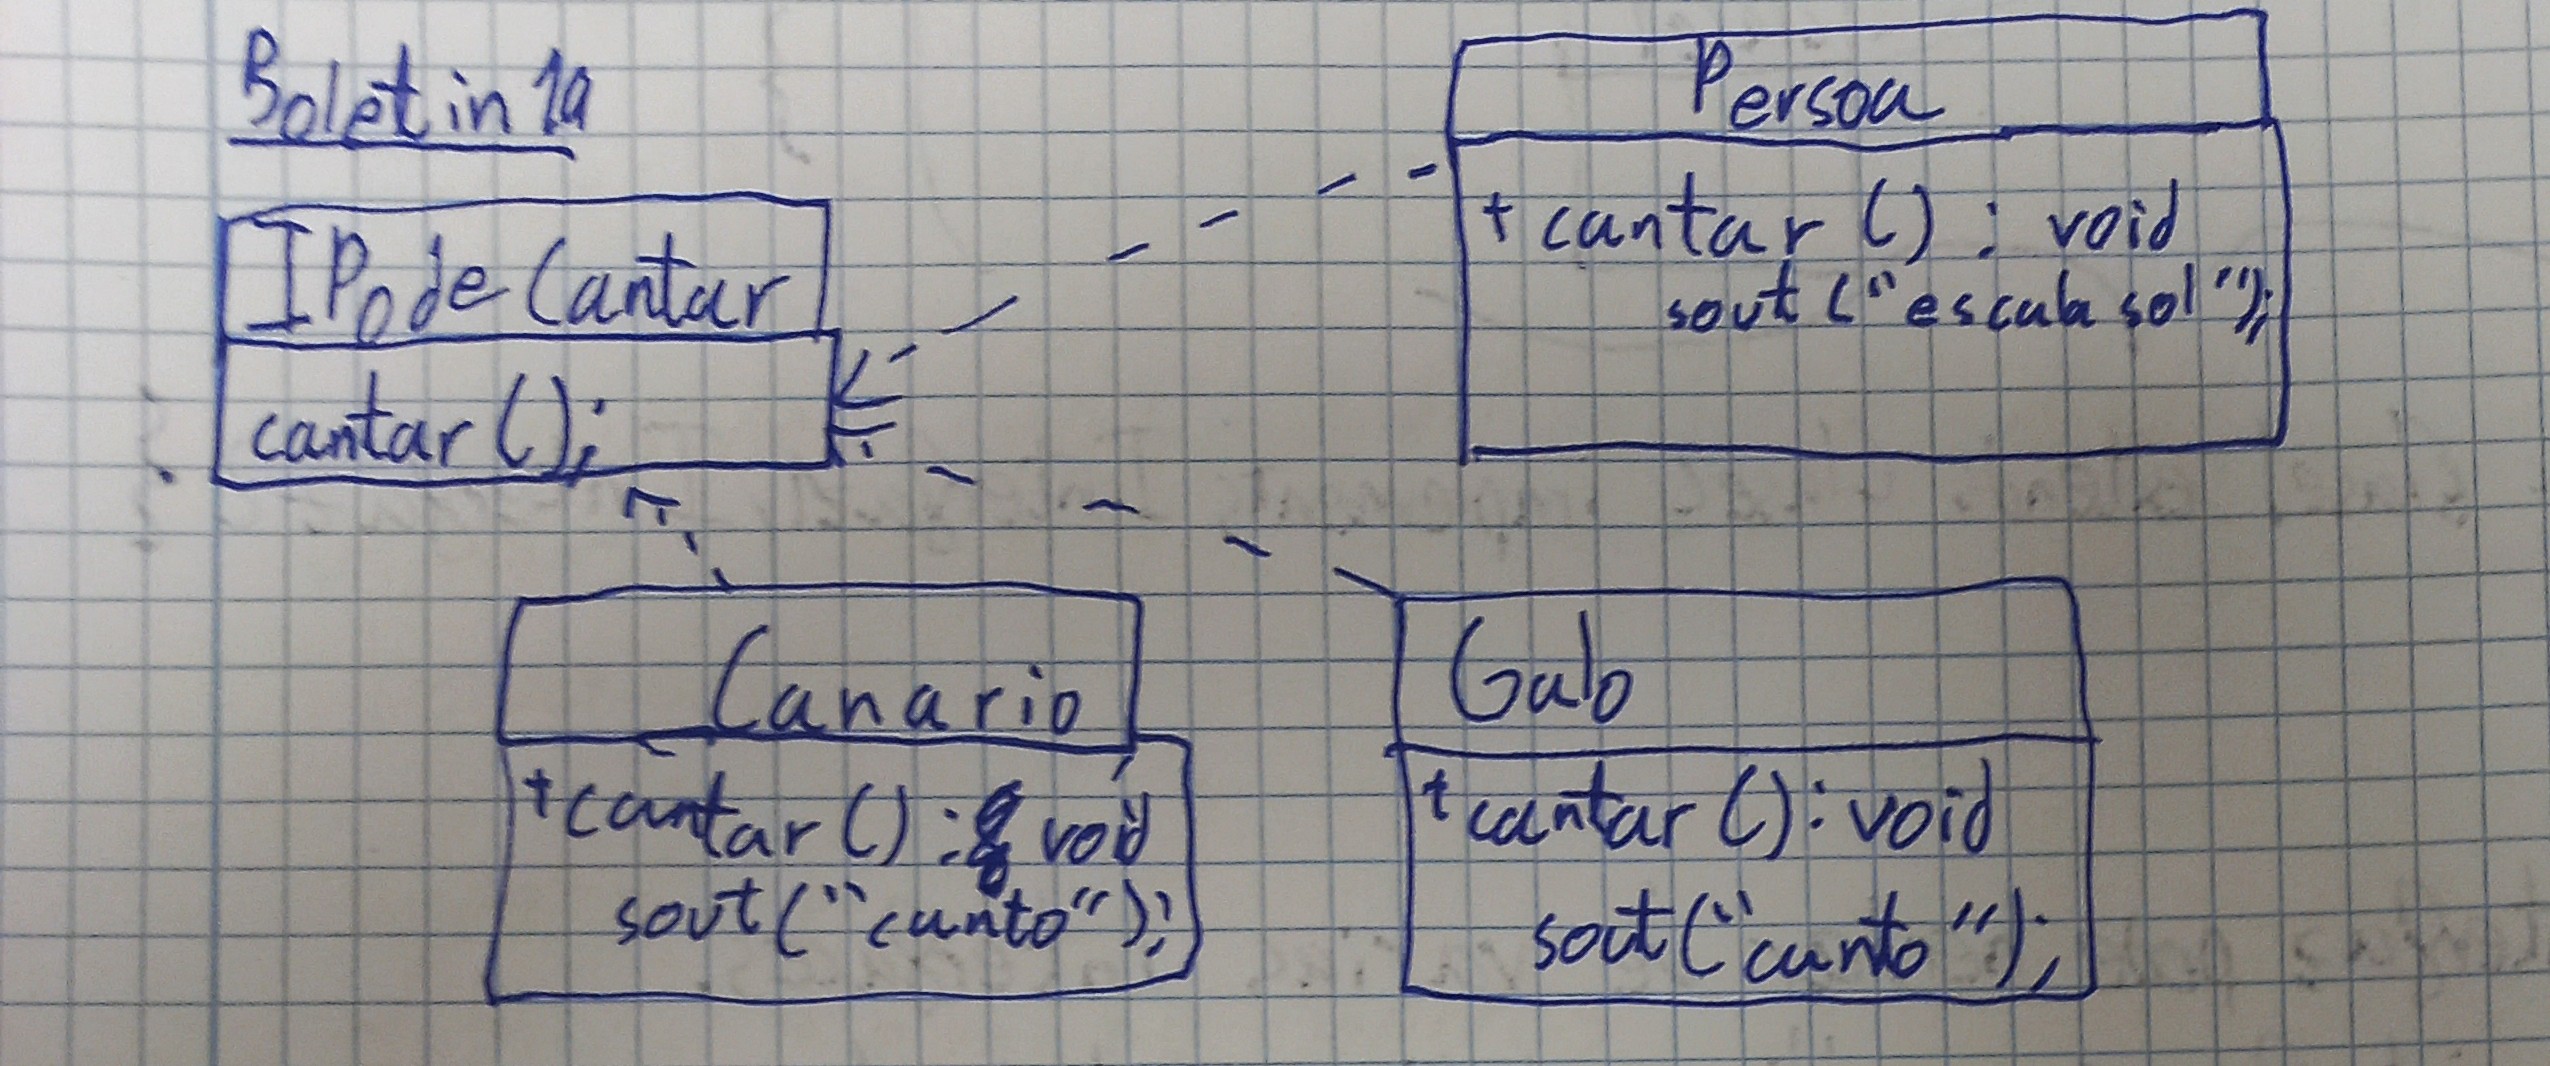 Boletin 1a
IPodeCantar
cantar();
Persoa
+ cantar () : void
sout ("escala sol");
Canario
+cantar () : void
sout ("canto");
Galo
+cantar (): void
sout("canto");